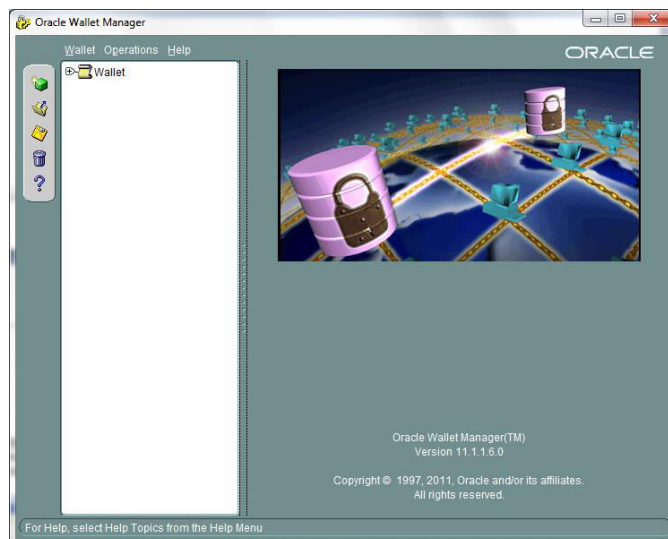 Oracle Wallet Manager
Wallet Operations Help
ORACLE
Wallet
?
Oracle Wallet Manager(TM)
Version 11.1.1.6.0
Copyright © 1997, 2011, Oracle and/or its affiliates.
All rights reserved.
For Help, select Help Topics from the Help Menu